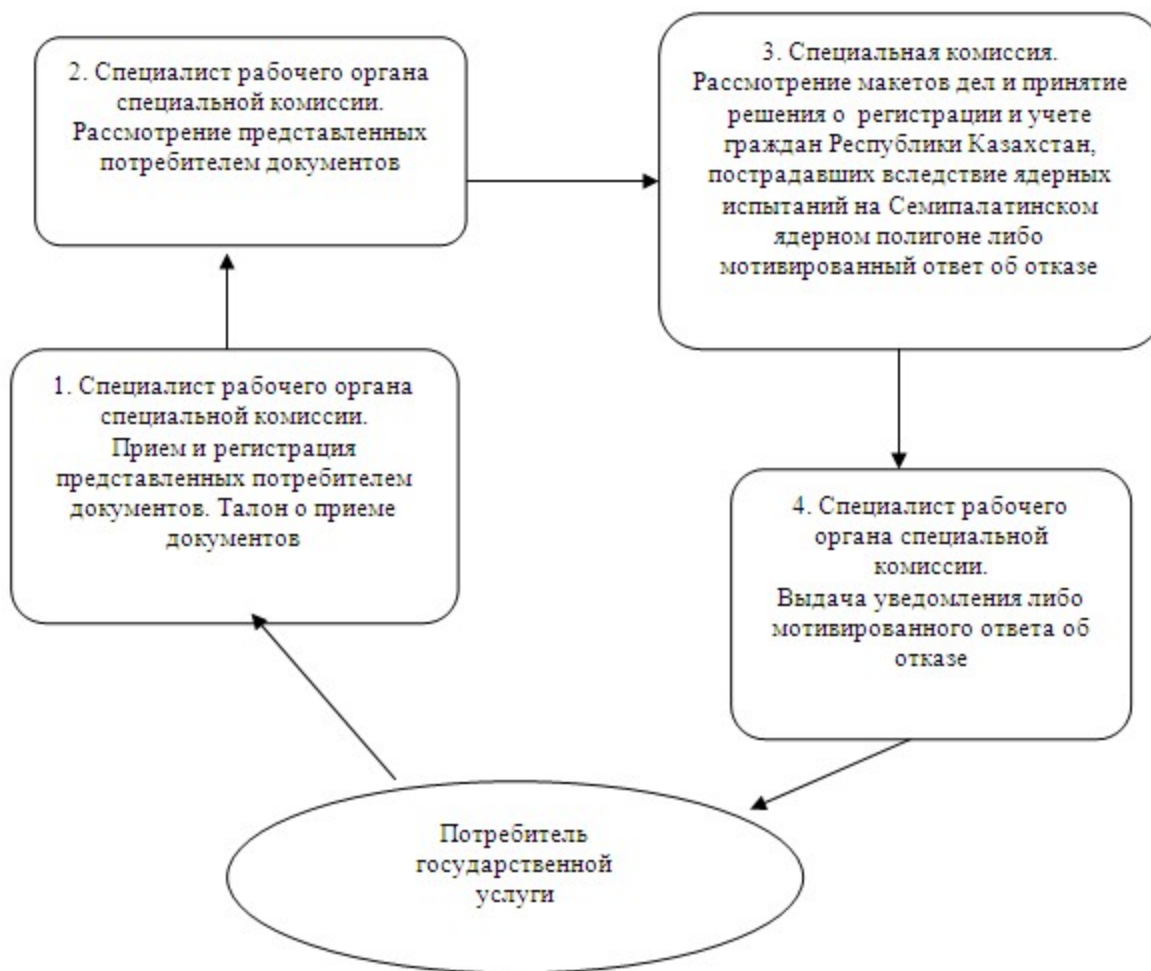 2. Специалист рабочего органа
специальной комиссии.
Рассмотрение представленных
потребителем документов
3. Специальная комиссия.
Рассмотрение макетов дел и принятие
решения о регистрации и учете
граждан Республики Казахстан,
пострадавших вследствие ядерных
испытаний на Семипалатинском
ядерном полигоне либо
мотивированный ответ об отказе
1. Специалист рабочего органа
специальной комиссии.
Прием и регистрация
представленных потребителем
документов. Талон о приеме
документов
4. Специалист рабочего
органа специальной
комиссии.
Выдача уведомления либо
мотивированного ответа об
отказе
Потребитель
государственной
услуги